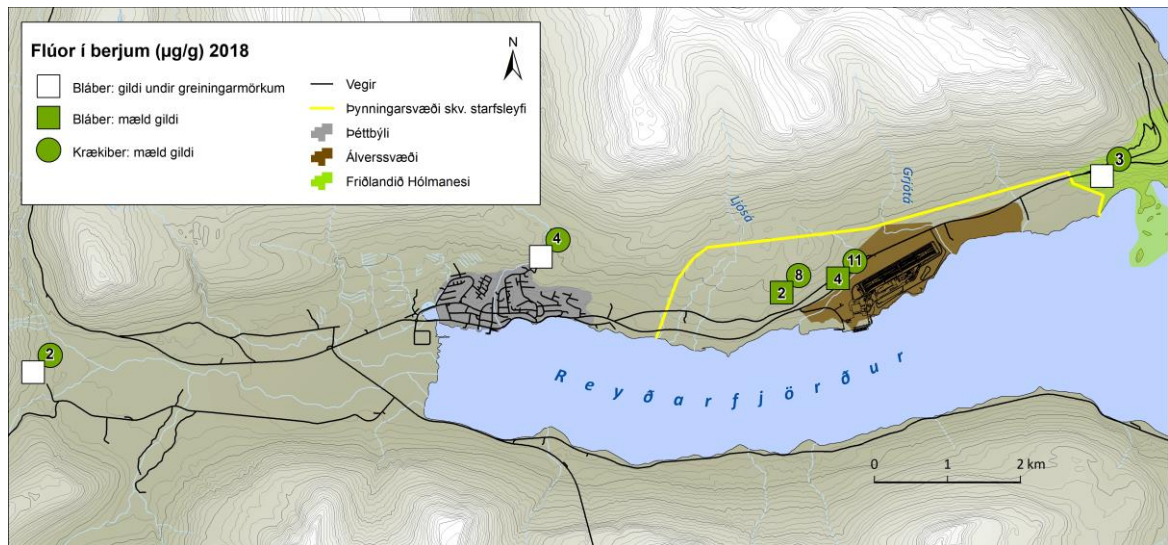 Flúor í berjum (µg/g) 2018
Bláber: gildi undir greiningarmörkum
Bláber: mæld gildi
Krækiber: mæld gildi
N
Vegir
Þynningarsvæði skv. starfsleyfi
Þéttbýli
Álverssvæði
Friðlandið Hólmanesi
3
Ljósá
Grjótá
4
11
8
4
2
2
Reyðarfjörður
0 1 2 km